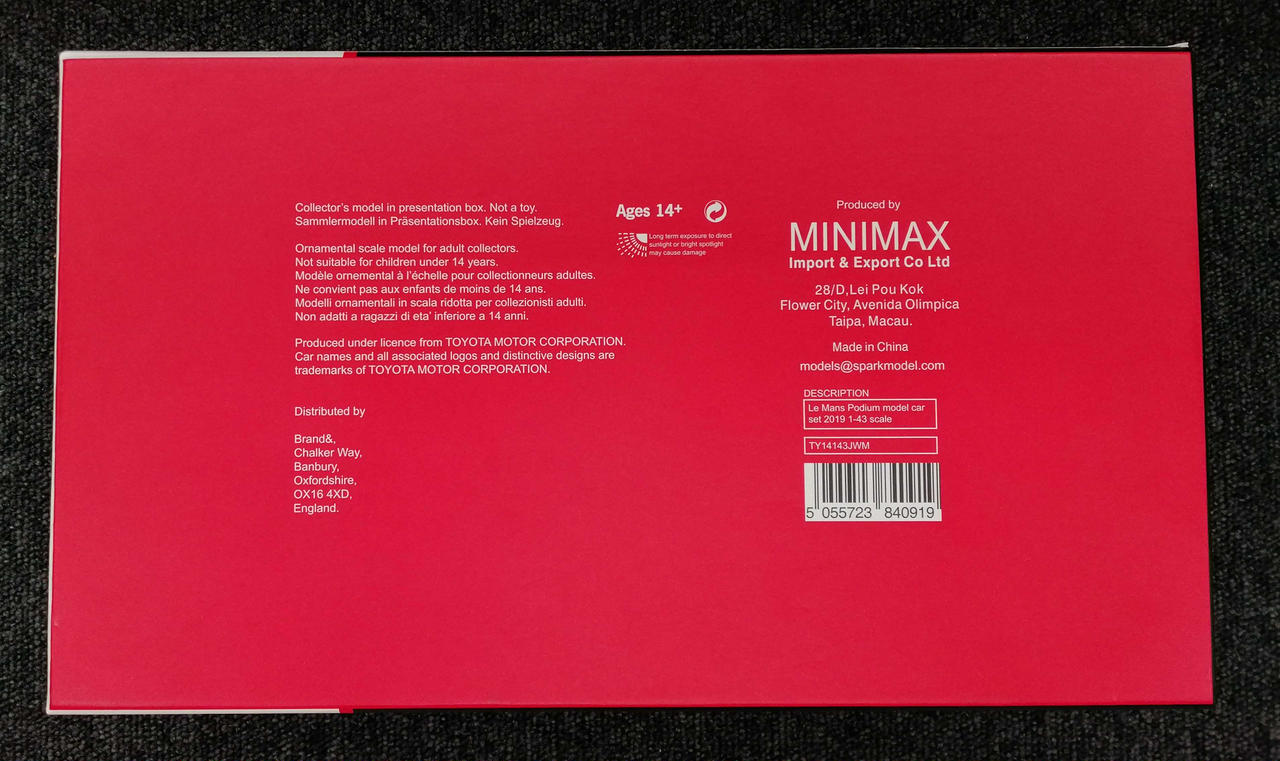 Collector's model in presentation box. Not a toy.
Sammlermodell in Präsentationsbox. Kein Spielzeug.
Ornamental scale model for adult collectors.
Not suitable for children under 14 years.
Modèle ornemental à l'échelle pour collectionneurs adultes.
Ne convient pas aux enfants de moins de 14 ans.
Modelli ornamentali in scala ridotta per collezionisti adulti.
Non adatti a ragazzi di eta' inferiore a 14 anni.
Produced under licence from TOYOTA MOTOR CORPORATION.
Car names and all associated logos and distinctive designs are
trademarks of TOYOTA MOTOR CORPORATION.
Distributed by
Brand&,
Chalker Way,
Banbury,
Oxfordshire,
OX16 4XD,
England.
Ages 14+
Long term exposure to direct
sunlight or bright spotlight
may cause damage
Produced by
MINIMAX
Import & Export Co Ltd
28/D,Lei Pou Kok
Flower City, Avenida Olimpica
Taipa, Macau.
Made in China
models@sparkmodel.com
DESCRIPTION
Le Mans Podium model car
set 2019 1-43 scale
TY14143JWM
5 055723 840919